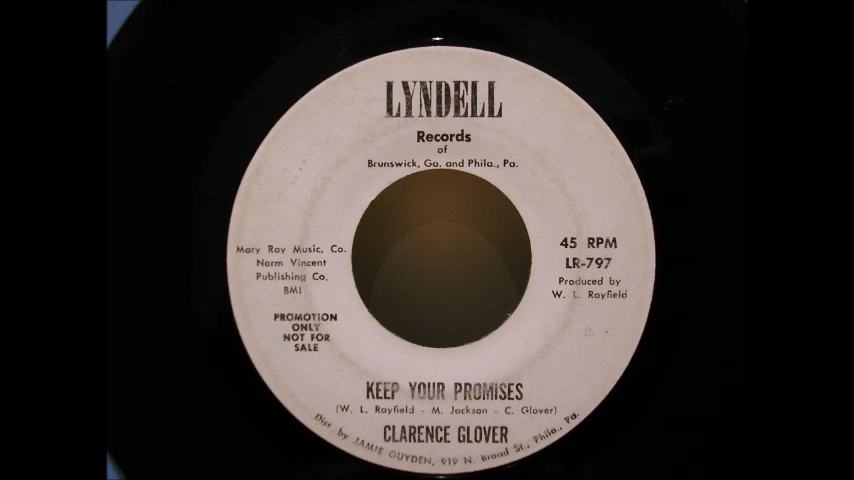 LYNDELL
Records
of
Brunswick, Ga. and Phila., Pa.
Mary Ray Music, Co.
Norm Vincent
Publishing Co.
BMI
PROMOTION
ONLY
NOT FOR
SALE
45 RPM
LR-797
Produced by
W. L. Rayfield
KEEP YOUR PROMISES
(W. L. Rayfield - M. Jackson - C. Glover)
CLARENCE GLOVER
Dist. by JAMIE GUYDEN, 919 N. Broad St., Phila., Pa.